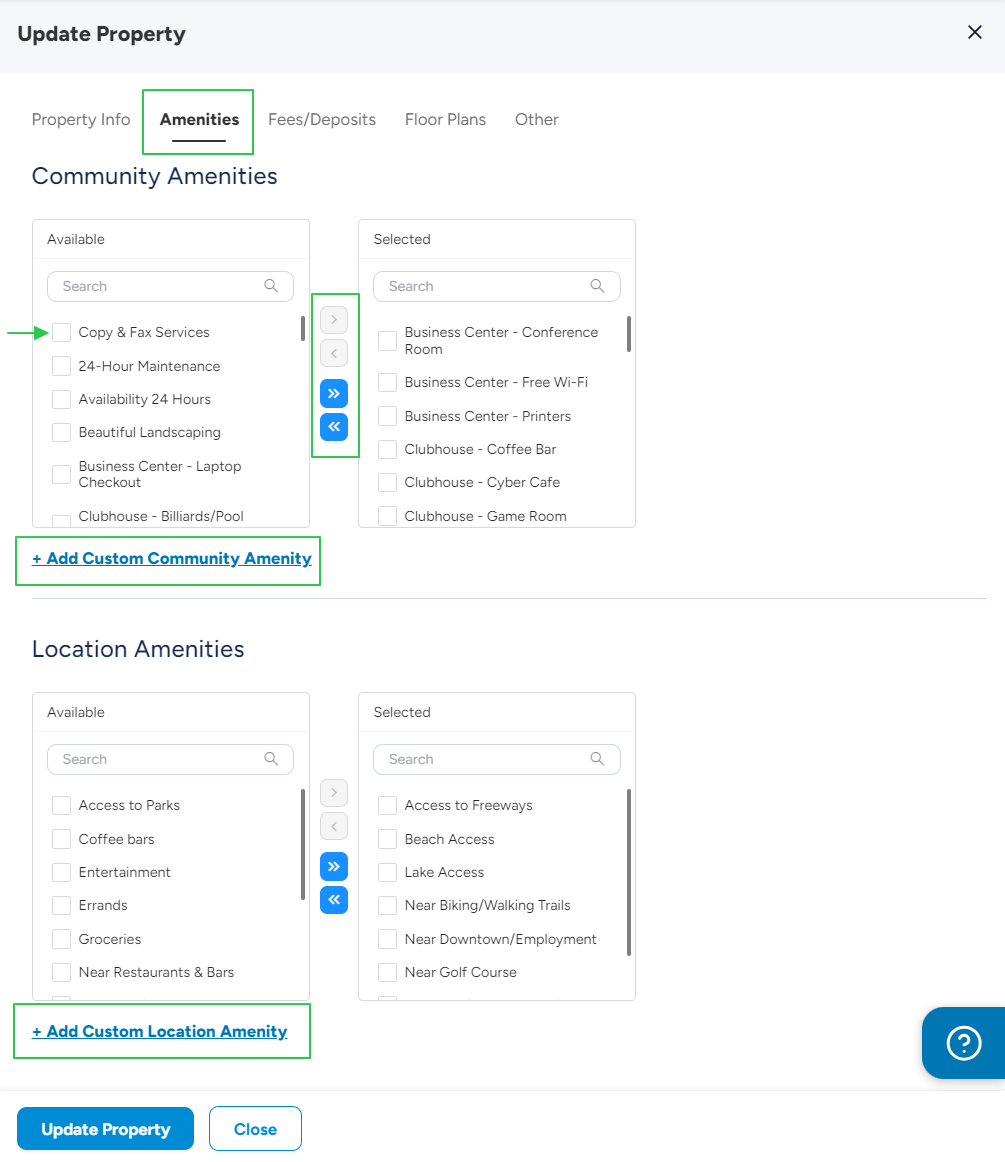 Update Property
Property Info
Amenities
Fees/Deposits
Floor Plans
Other
Community Amenities
Available
Search
Copy & Fax Services
24-Hour Maintenance
Availability 24 Hours
Beautiful Landscaping
Business Center - Laptop
Checkout
Clubhouse - Billiards/Pool
Selected
Search
Business Center - Conference
Room
Business Center - Free Wi-Fi
Business Center - Printers
Clubhouse - Coffee Bar
Clubhouse - Cyber Cafe
Clubhouse - Game Room
+ Add Custom Community Amenity
Location Amenities
Available
Search
Access to Parks
Coffee bars
Entertainment
Errands
Groceries
Near Restaurants & Bars
Selected
Search
Access to Freeways
Beach Access
Lake Access
Near Biking/Walking Trails
Near Downtown/Employment
Near Golf Course
+ Add Custom Location Amenity
Update Property
Close